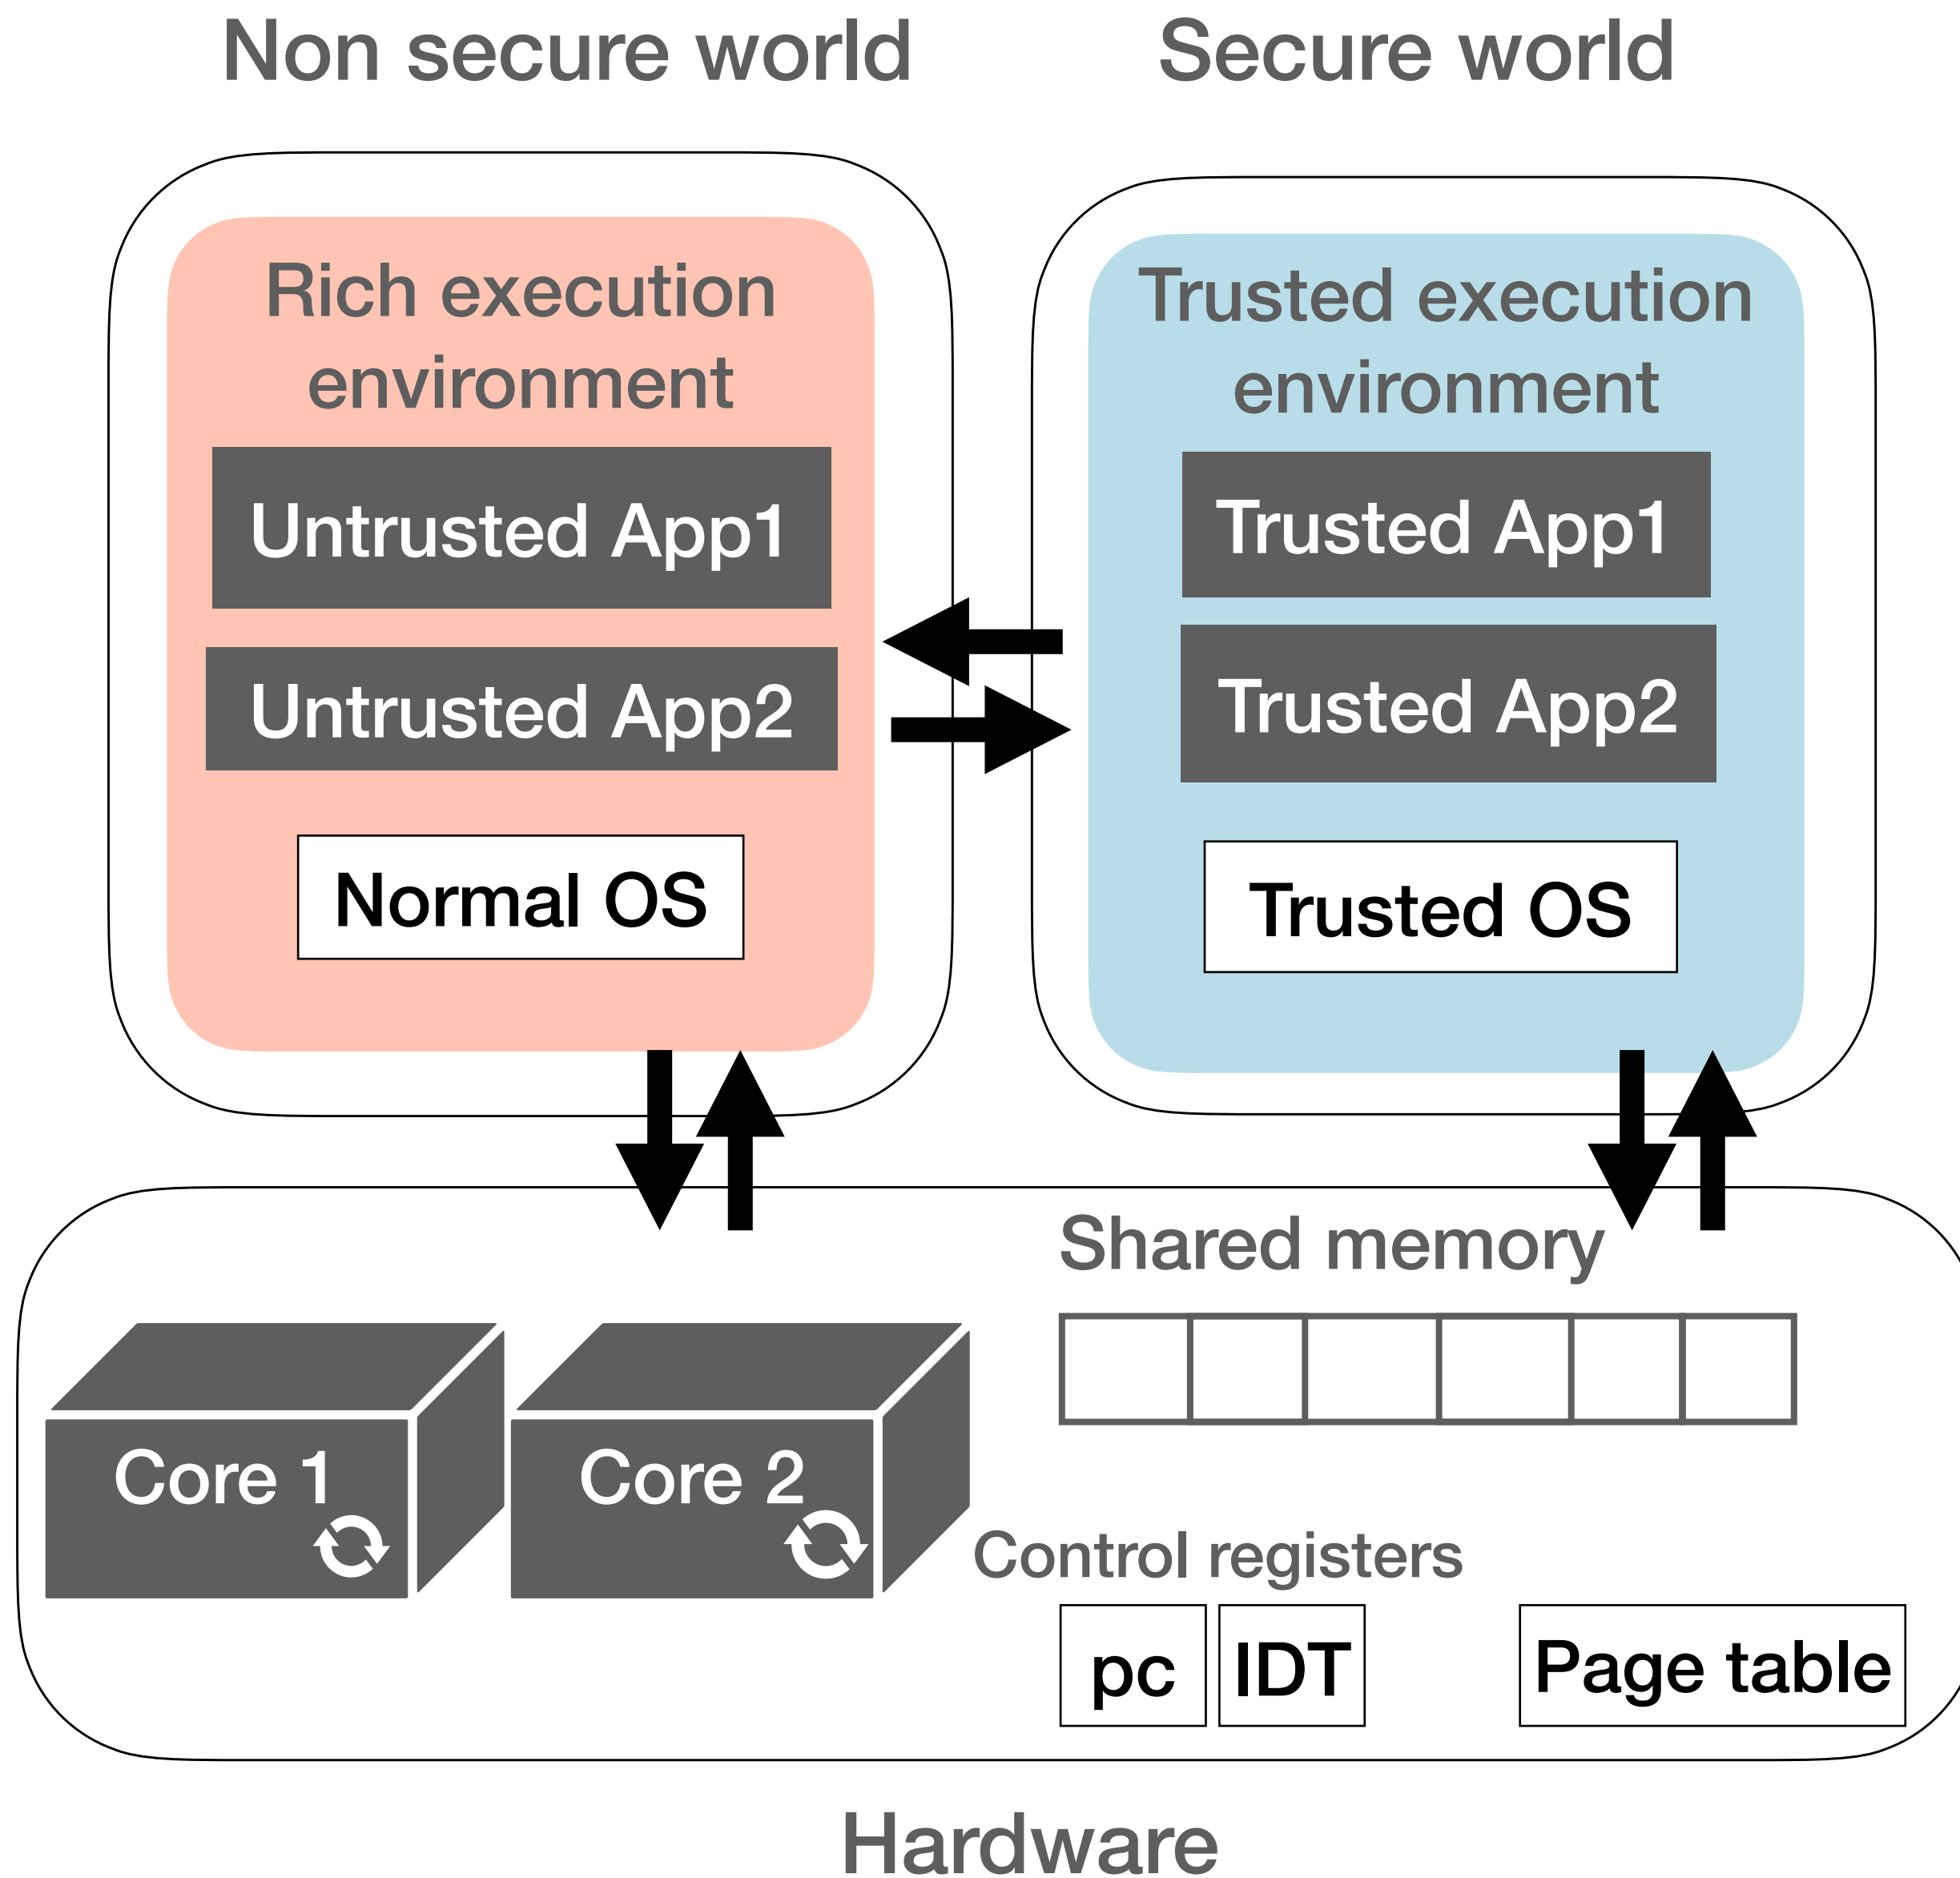 Non secure world
Secure world
Rich execution
environment
Untrusted App1
Untrusted App2
Normal OS
Trusted execution
environment
Trusted App1
Trusted App2
Trusted OS
Shared memory
Core 1
Core 2
Control registers
pc
IDT
Page table
Hardware